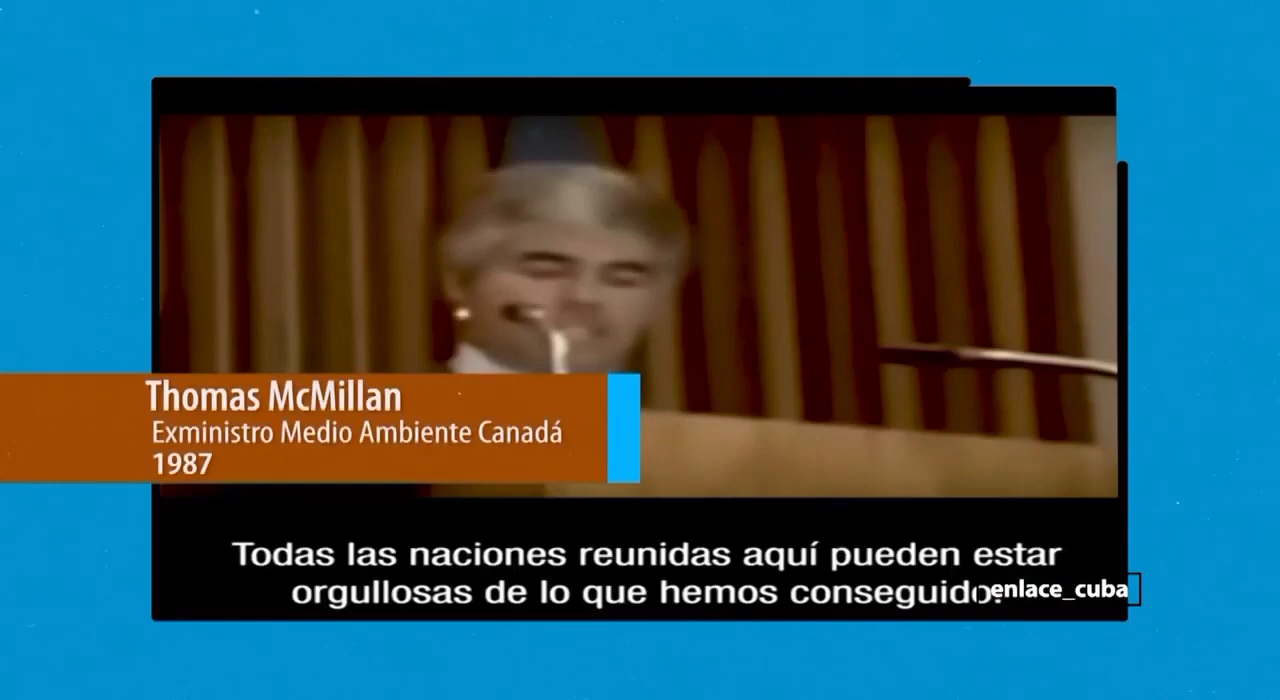 Thomas McMillan
Exministro Medio Ambiente Canadá
1987
Todas las naciones reunidas aquí pueden estar
orgullosas de lo que hemos conseguido.
enlace_cuba